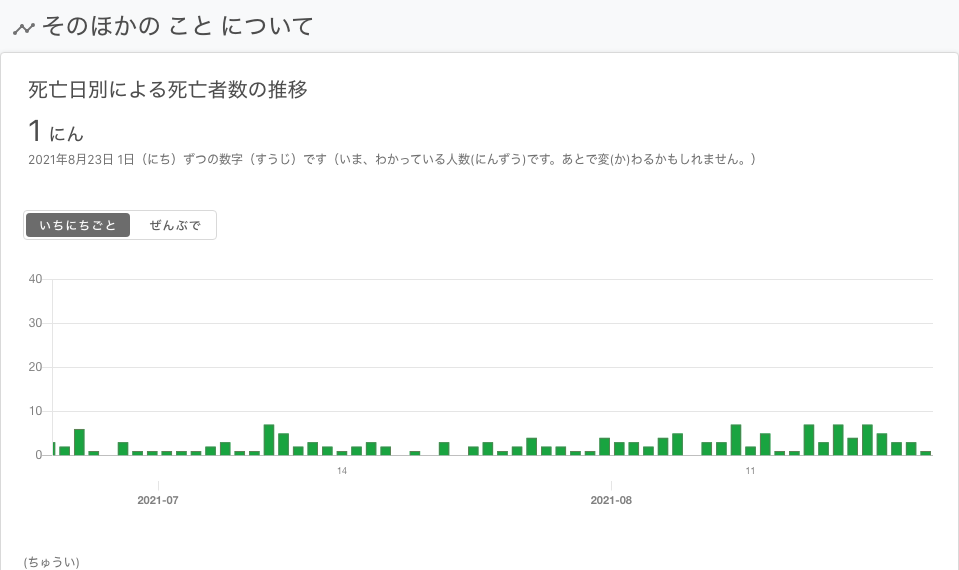 そのほかの こと について
死亡日別による死亡者数の推移
1 にん
2021年8月23日 1日（にち）ずつの数字（すうじ）です（いま、わかっている人数(にんずう)です。あとで変(か)わるかもしれません。）
いちにちごと ぜんぶで
40
30
20
10
0
14 11
2021-07 2021-08
(ちゅうい)